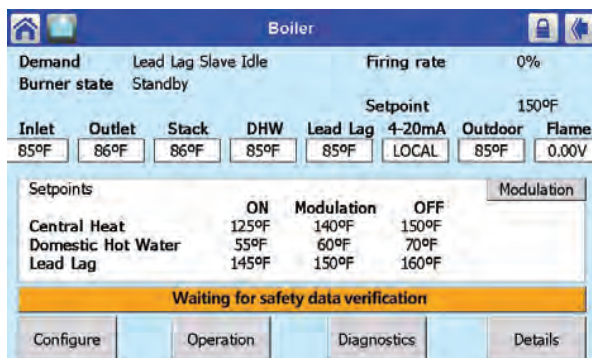 Boiler
Demand Lead Lag Slave Idle Firing rate 0%
Burner state Standby
Setpoint 150ºF
Inlet Outlet Stack DHW Lead Lag 4-20mA Outdoor Flame
85ºF 86ºF 86ºF 85ºF 85ºF LOCAL 85ºF 0.00V
Setpoints Modulation
ON Modulation OFF
Central Heat 125ºF 140ºF 150ºF
Domestic Hot Water 55ºF 60ºF 70ºF
Lead Lag 145ºF 150ºF 160ºF
Waiting for safety data verification
Configure Operation Diagnostics Details